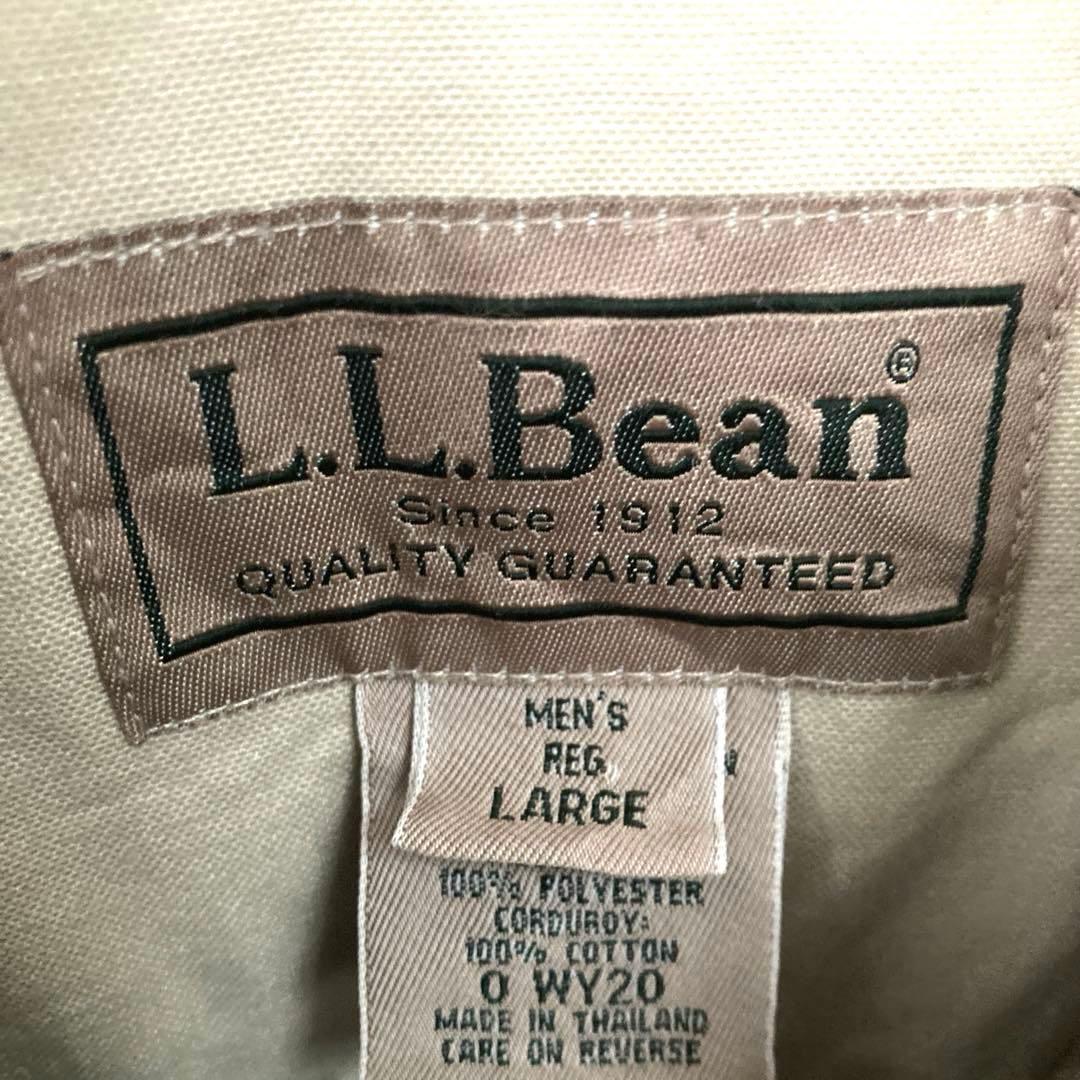 L.L.Bean®
Since 1912
QUALITY GUARANTEED
MEN'S
REG.
LARGE
100% POLYESTER
CORDUROY:
100% COTTON
0 WY20
MADE IN THAILAND
CARE ON REVERSE